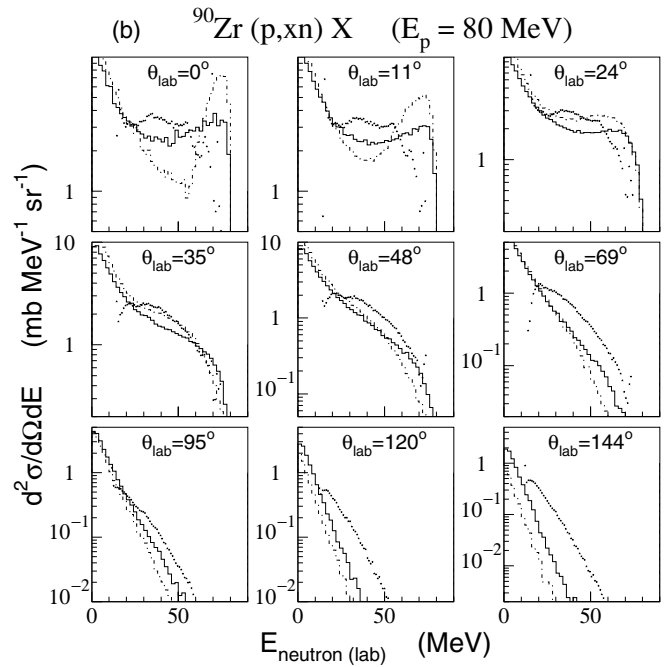 (b) ⁹⁰Zr (p,xn) X (Eₚ = 80 MeV)
θlab=0° θlab=11° θlab=24°
1 1 1
θlab=35° θlab=48° θlab=69°
10 1
1 1 10⁻¹
10⁻¹
θlab=95° θlab=120° θlab=144°
1 1 1
10⁻¹ 10⁻¹ 10⁻¹
10⁻² 10⁻² 10⁻²
0 50 0 50 0 50
d²σ/dΩdE (mb MeV⁻¹ sr⁻¹)
Eneutron (lab) (MeV)